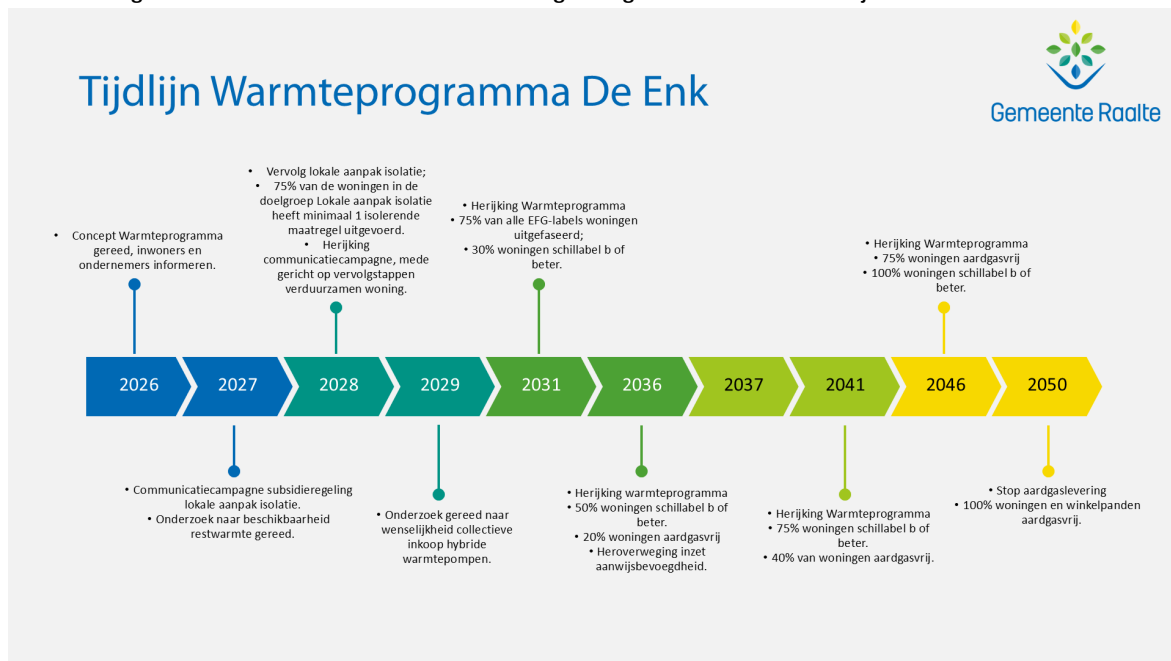 Tijdlijn Warmteprogramma De Enk
Gemeente Raalte
• Concept Warmteprogramma
gereed, inwoners en
ondernemers informeren.
• Vervolg lokale aanpak isolatie;
• 75% van de woningen in de
doelgroep Lokale aanpak isolatie
heeft minimaal 1 isolerende
maatregel uitgevoerd.
• Herijking
communicatiecampagne, mede
gericht op vervolgstappen
verduurzamen woning.
• Herijking Warmteprogramma
• 75% van alle EFG-labels woningen
uitgefaseerd;
• 30% woningen schillabel b of
beter.
• Herijking Warmteprogramma
• 75% woningen aardgasvrij
• 100% woningen schillabel b of
beter.
2026
2027
2028
2029
2031
2036
2037
2041
2046
2050
• Communicatiecampagne subsidieregeling
lokale aanpak isolatie.
• Onderzoek naar beschikbaarheid
restwarmte gereed.
• Onderzoek gereed naar
wenselijkheid collectieve
inkoop hybride
warmtepompen.
• Herijking warmteprogramma
• 50% woningen schillabel b of
beter.
• 20% woningen aardgasvrij
• Heroverweging inzet
aanwijsbevoegdheid.
• Herijking Warmteprogramma
• 75% woningen schillabel b of
beter.
• 40% van woningen aardgasvrij.
• Stop aardgaslevering
• 100% woningen en winkelpanden
aardgasvrij.